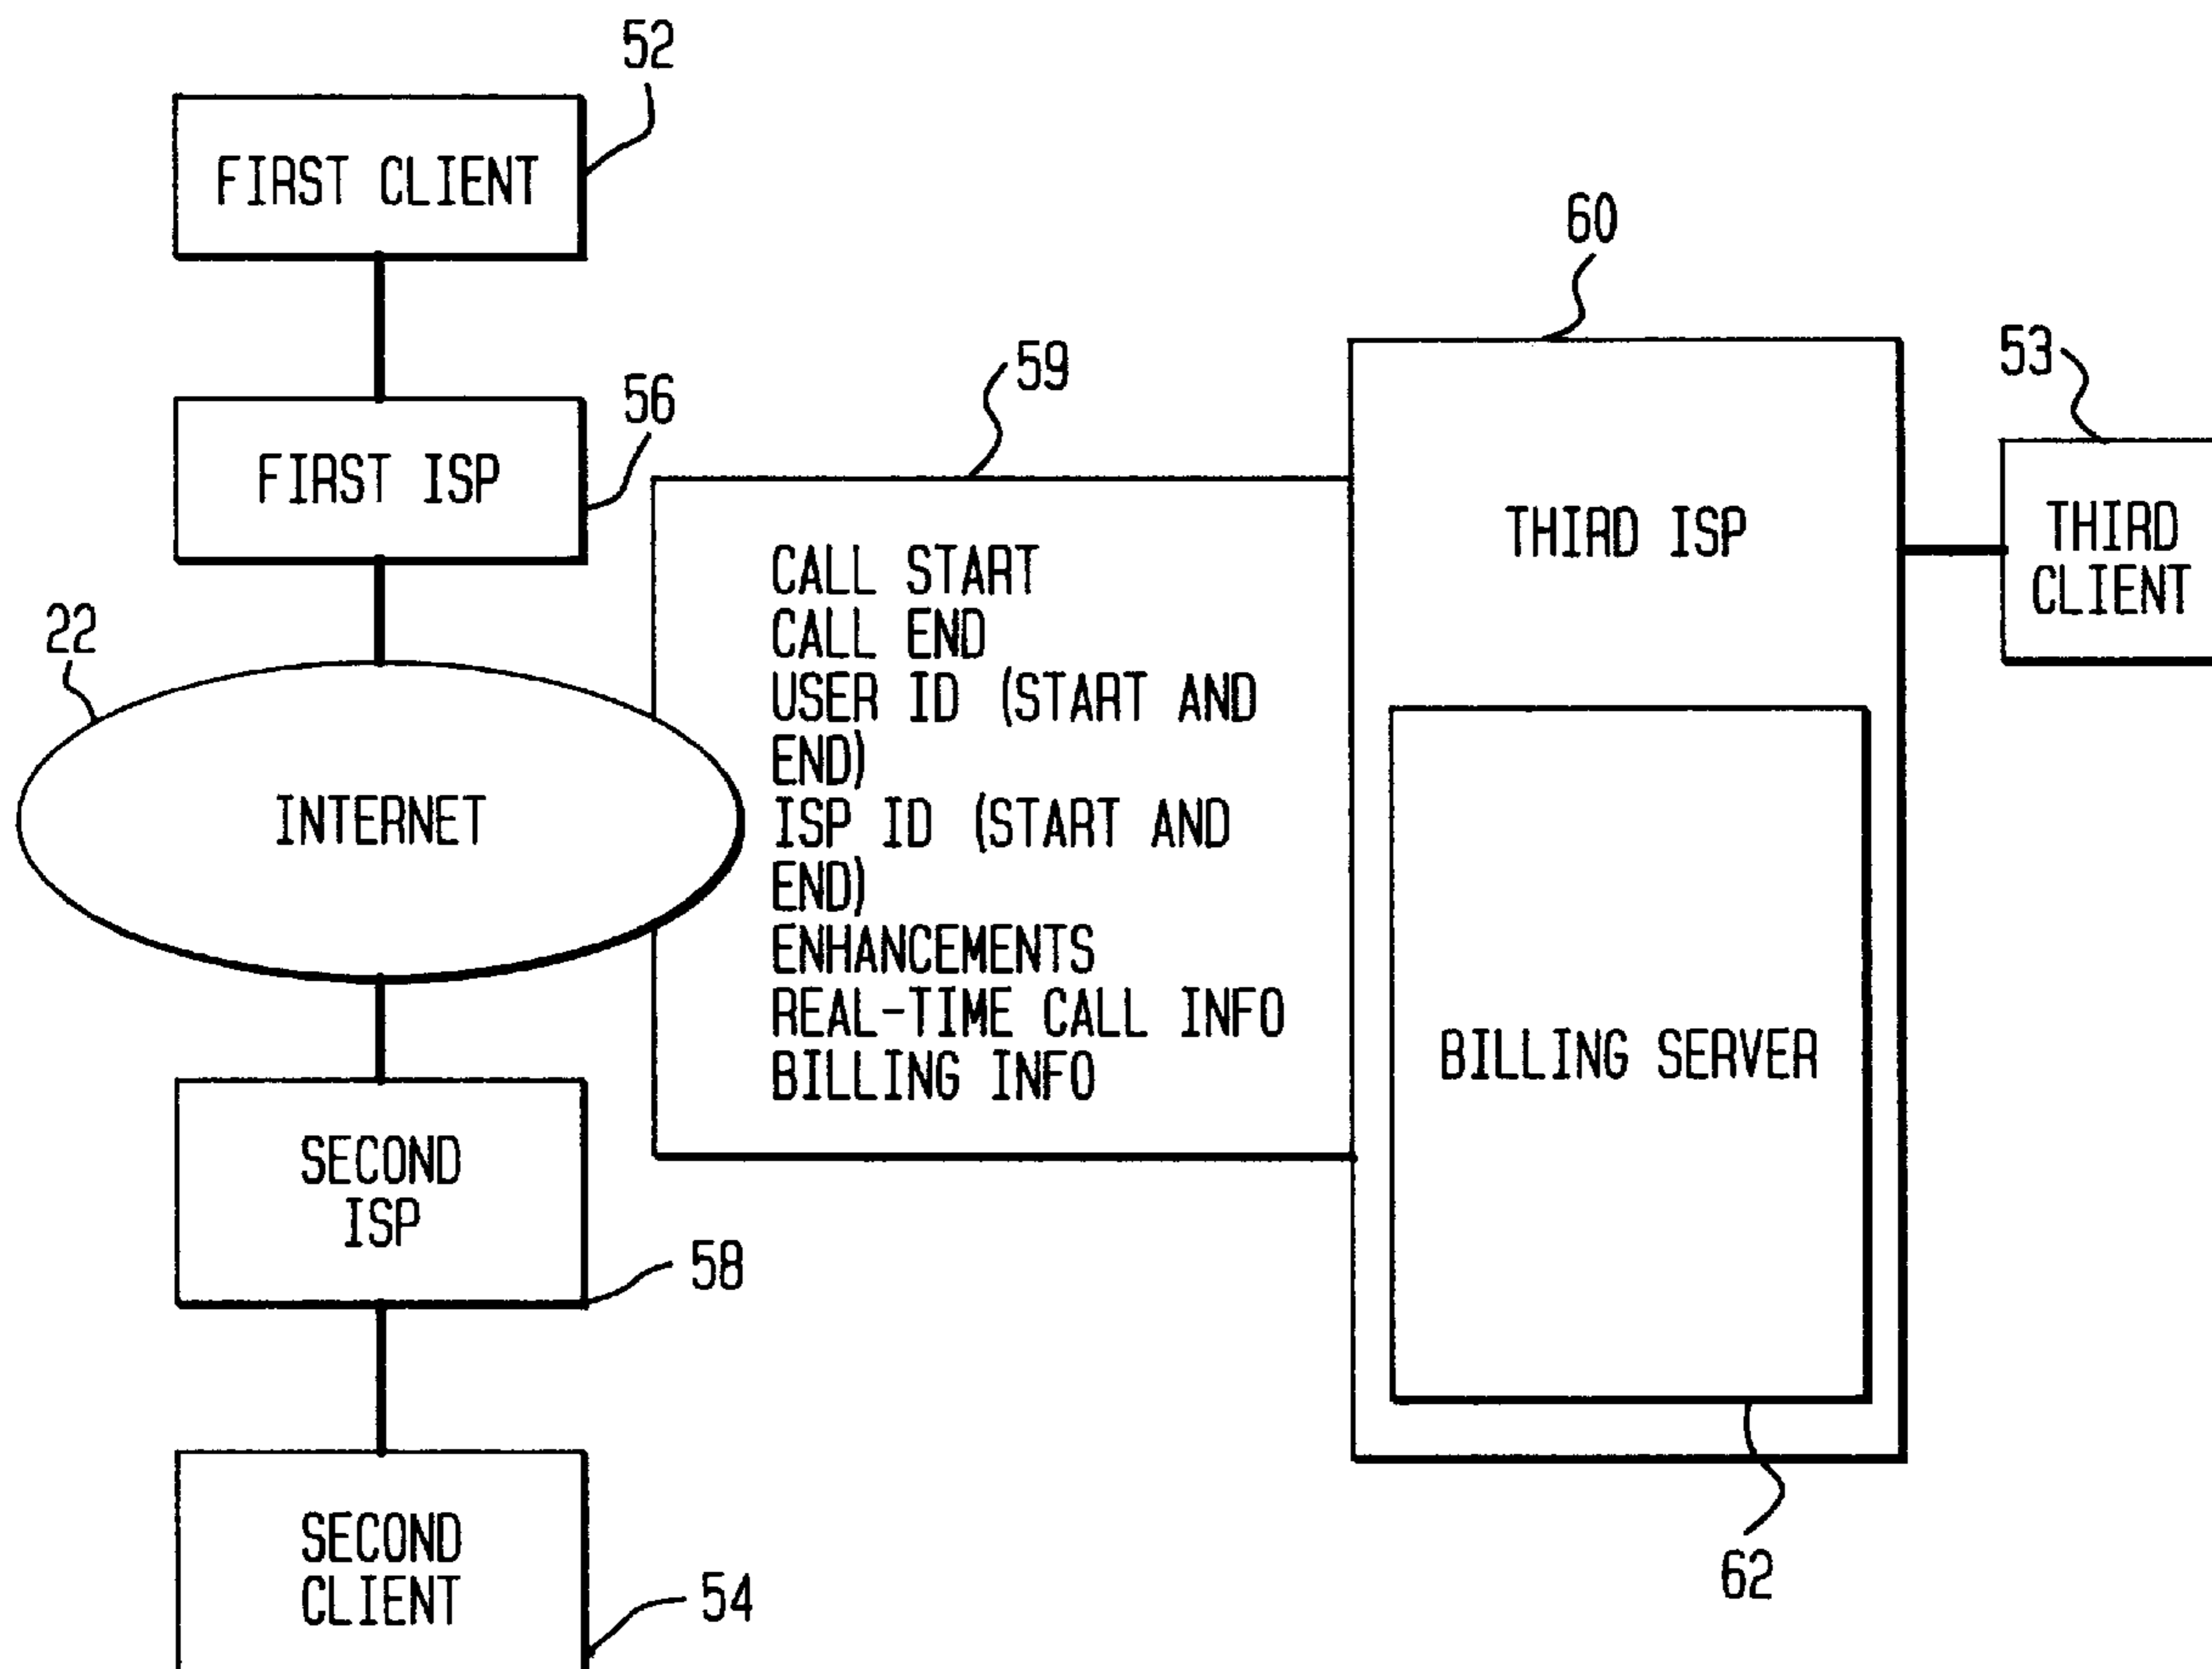 52
FIRST CLIENT
60
53
59
56
FIRST ISP
THIRD ISP
THIRD
CLIENT
22
CALL START
CALL END
USER ID (START AND
END)
ISP ID (START AND
END)
ENHANCEMENTS
REAL-TIME CALL INFO
BILLING INFO
INTERNET
BILLING SERVER
SECOND
ISP
58
SECOND
CLIENT
54
62